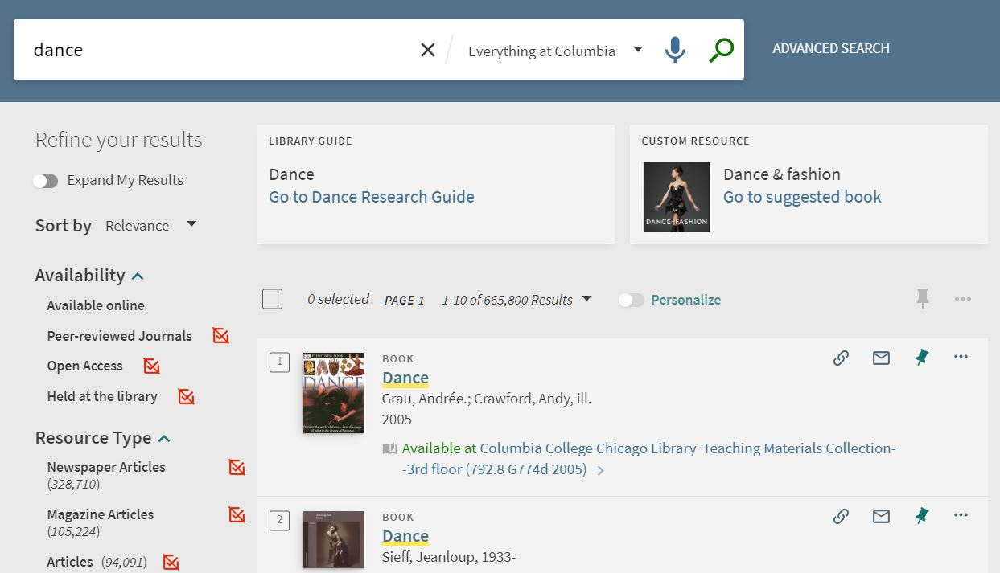 dance
Everything at Columbia
ADVANCED SEARCH
Refine your results
Expand My Results
Sort by Relevance
Availability
Available online
Peer-reviewed Journals
Open Access
Held at the library
Resource Type
Newspaper Articles
(328,710)
Magazine Articles
(105,224)
Articles (94,091)
LIBRARY GUIDE
Dance
Go to Dance Research Guide
CUSTOM RESOURCE
DANCE+FASHION
Dance & fashion
Go to suggested book
0 selected PAGE 1 1-10 of 665,800 Results
Personalize
1
DANCE
BOOK
Dance
Grau, Andrée.; Crawford, Andy, ill.
2005
Available at Columbia College Chicago Library Teaching Materials Collection-
-3rd floor (792.8 G774d 2005)
2
BOOK
Dance
Sieff, Jeanloup, 1933-